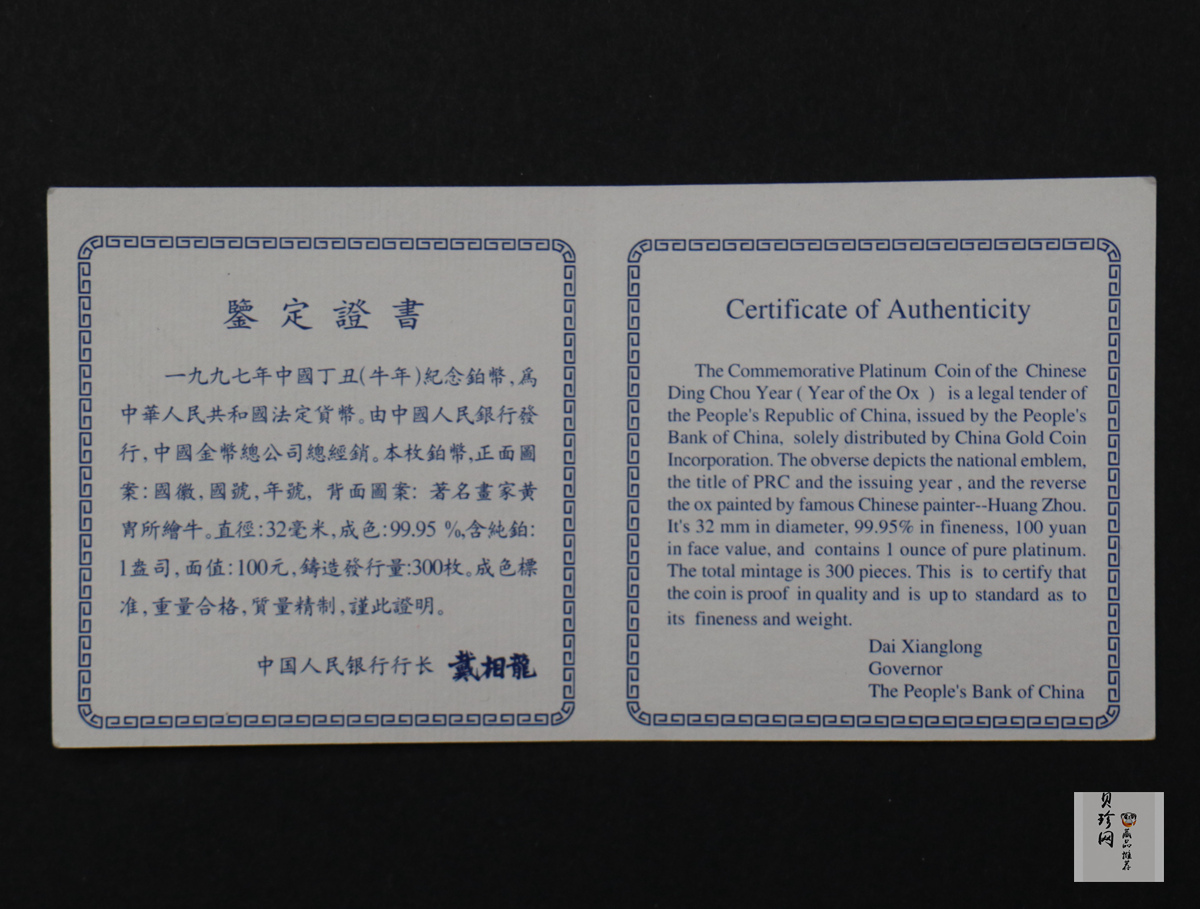 鑒定證書
一九九七年中國丁丑(牛年)紀念鉑幣,爲
中華人民共和國法定貨幣。由中國人民銀行發
行,中國金幣總公司總經銷。本枚鉑幣,正面圖
案:國徽,國號,年號, 背面圖案: 著名畫家黃
胄所繪牛。直徑:32毫米,成色:99.95 %,含純鉑:
1盎司,面值:100元,鑄造發行量:300枚。成色標
准,重量合格,質量精制,謹此證明。
中国人民银行行长 戴相龍
Certificate of Authenticity
The Commemorative Platinum Coin of the Chinese
Ding Chou Year ( Year of the Ox ) is a legal tender of
the People's Republic of China, issued by the People's
Bank of China, solely distributed by China Gold Coin
Incorporation. The obverse depicts the national emblem,
the title of PRC and the issuing year , and the reverse
the ox painted by famous Chinese painter--Huang Zhou.
It's 32 mm in diameter, 99.95% in fineness, 100 yuan
in face value, and contains 1 ounce of pure platinum.
The total mintage is 300 pieces. This is to certify that
the coin is proof in quality and is up to standard as to
its fineness and weight.
Dai Xianglong
Governor
The People's Bank of China
贝珍网
藏品推荐